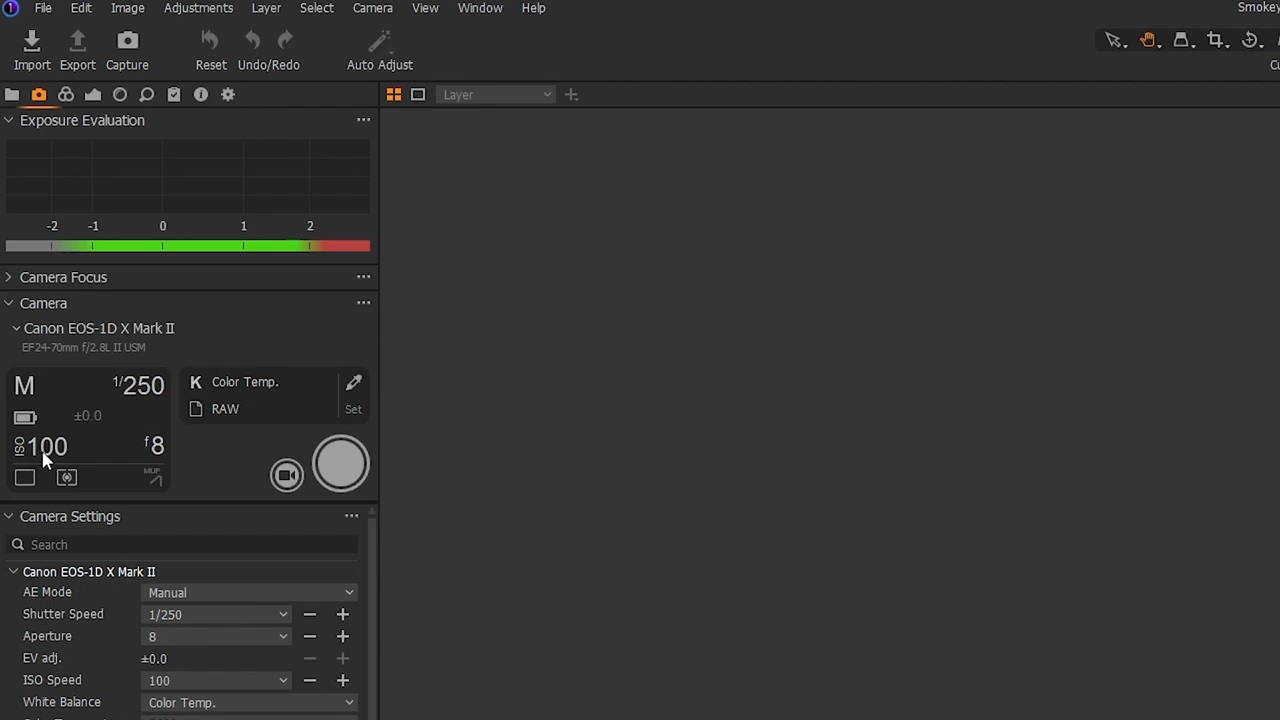 File Edit Image Adjustments Layer Select Camera View Window Help Smokey
Import Export Capture Reset Undo/Redo Auto Adjust
Layer
Exposure Evaluation
-2 -1 0 1 2
Camera Focus
Camera
Canon EOS-1D X Mark II
EF24-70mm f/2.8L II USM
M 1/250 K Color Temp.
±0.0 RAW Set
ISO 100 f8
MUP
Camera Settings
Search
Canon EOS-1D X Mark II
AE Mode Manual
Shutter Speed 1/250
Aperture 8
EV adj. ±0.0
ISO Speed 100
White Balance Color Temp.